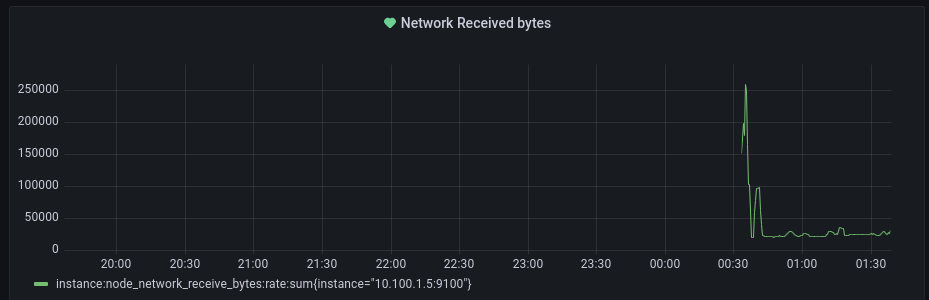 Network Received bytes
250000
200000
150000
100000
50000
0
20:00 20:30 21:00 21:30 22:00 22:30 23:00 23:30 00:00 00:30 01:00 01:30
instance:node_network_receive_bytes:rate:sum{instance="10.100.1.5:9100"}